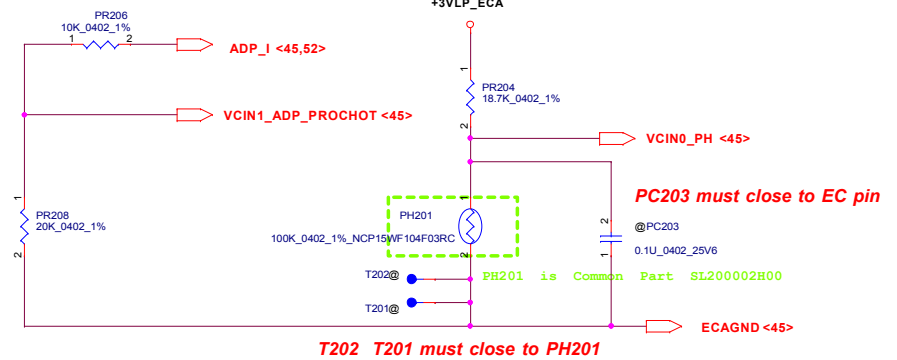 +3VLP_ECA
PR206
10K_0402_1%
1 2
ADP_I <45,52>
1
PR204
18.7K_0402_1%
2
VCIN1_ADP_PROCHOT <45>
VCIN0_PH <45>
PC203 must close to EC pin
1
PR208
20K_0402_1%
2
1
PH201
100K_0402_1%_NCP15WF104F03RC
2
2
@PC203
1
0.1U_0402_25V6
T202@
PH201 is Common Part SL200002H00
T201@
ECAGND <45>
T202 T201 must close to PH201